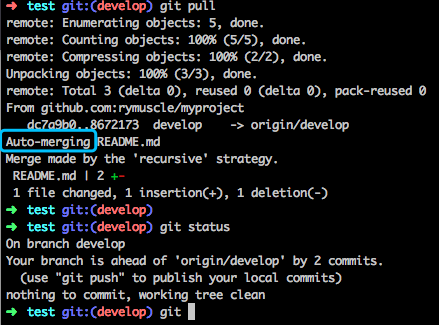 ➜ test git:(develop) git pull
remote: Enumerating objects: 5, done.
remote: Counting objects: 100% (5/5), done.
remote: Compressing objects: 100% (2/2), done.
Unpacking objects: 100% (3/3), done.
remote: Total 3 (delta 0), reused 0 (delta 0), pack-reused 0
From github.com:rymuscle/myproject
dc7a9b0..8672173 develop -> origin/develop
Auto-merging README.md
Merge made by the 'recursive' strategy.
README.md | 2 +-
1 file changed, 1 insertion(+), 1 deletion(-)
➜ test git:(develop)
➜ test git:(develop) git status
On branch develop
Your branch is ahead of 'origin/develop' by 2 commits.
(use "git push" to publish your local commits)
nothing to commit, working tree clean
➜ test git:(develop) git